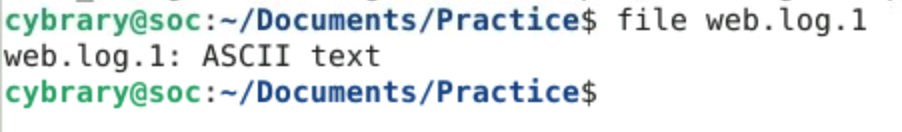 cybrary@soc:~/Documents/Practice$ file web.log.1
web.log.1: ASCII text
cybrary@soc:~/Documents/Practice$